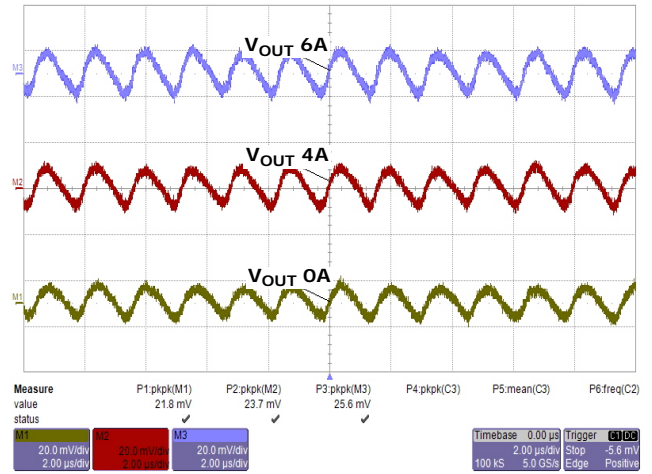 VOUT 6A
M3
VOUT 4A
M2
VOUT 0A
M1
Measure P1:pkpk(M1) P2:pkpk(M2) P3:pkpk(M3) P4:pkpk(C3) P5:mean(C3) P6:freq(C2)
value 21.8 mV 23.7 mV 25.6 mV
status ✔ ✔ ✔
M1 M2 M3 Timebase 0.00 µs Trigger C1 DC
20.0 mV/div 20.0 mV/div 20.0 mV/div 2.00 µs/div Stop -5.6 mV
2.00 µs/div 2.00 µs/div 2.00 µs/div 100 kS 5.0 GS/s Edge Positive